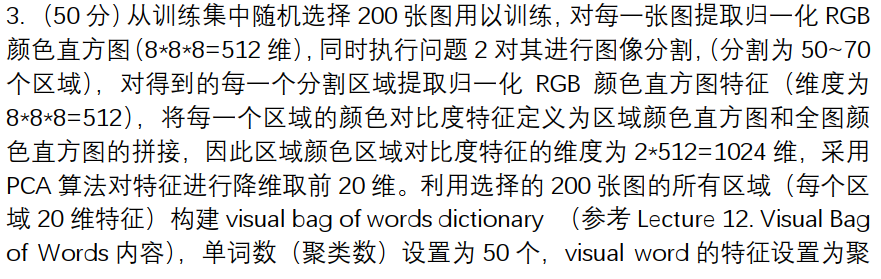 3.（50 分）从训练集中随机选择 200 张图用以训练, 对每一张图提取归一化 RGB
颜色直方图 (8*8*8=512 维) , 同时执行问题 2 对其进行图像分割, (分割为 50~70
个区域），对得到的每一个分割区域提取归一化 RGB 颜色直方图特征（维度为
8*8*8=512），将每一个区域的颜色对比度特征定义为区域颜色直方图和全图颜
色直方图的拼接，因此区域颜色区域对比度特征的维度为 2*512=1024 维，采用
PCA 算法对特征进行降维取前 20 维。利用选择的 200 张图的所有区域（每个区
域 20 维特征）构建 visual bag of words dictionary （参考 Lecture 12. Visual Bag
of Words 内容），单词数（聚类数）设置为 50 个，visual word 的特征设置为聚